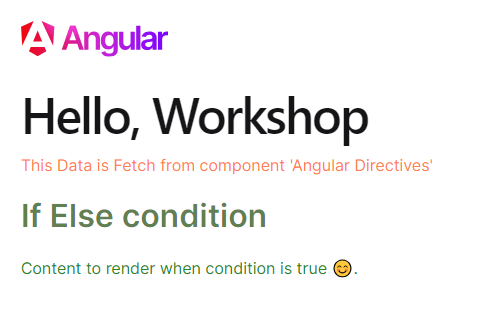 Angular
Hello, Workshop
This Data is Fetch from component 'Angular Directives'
If Else condition
Content to render when condition is true 😊.